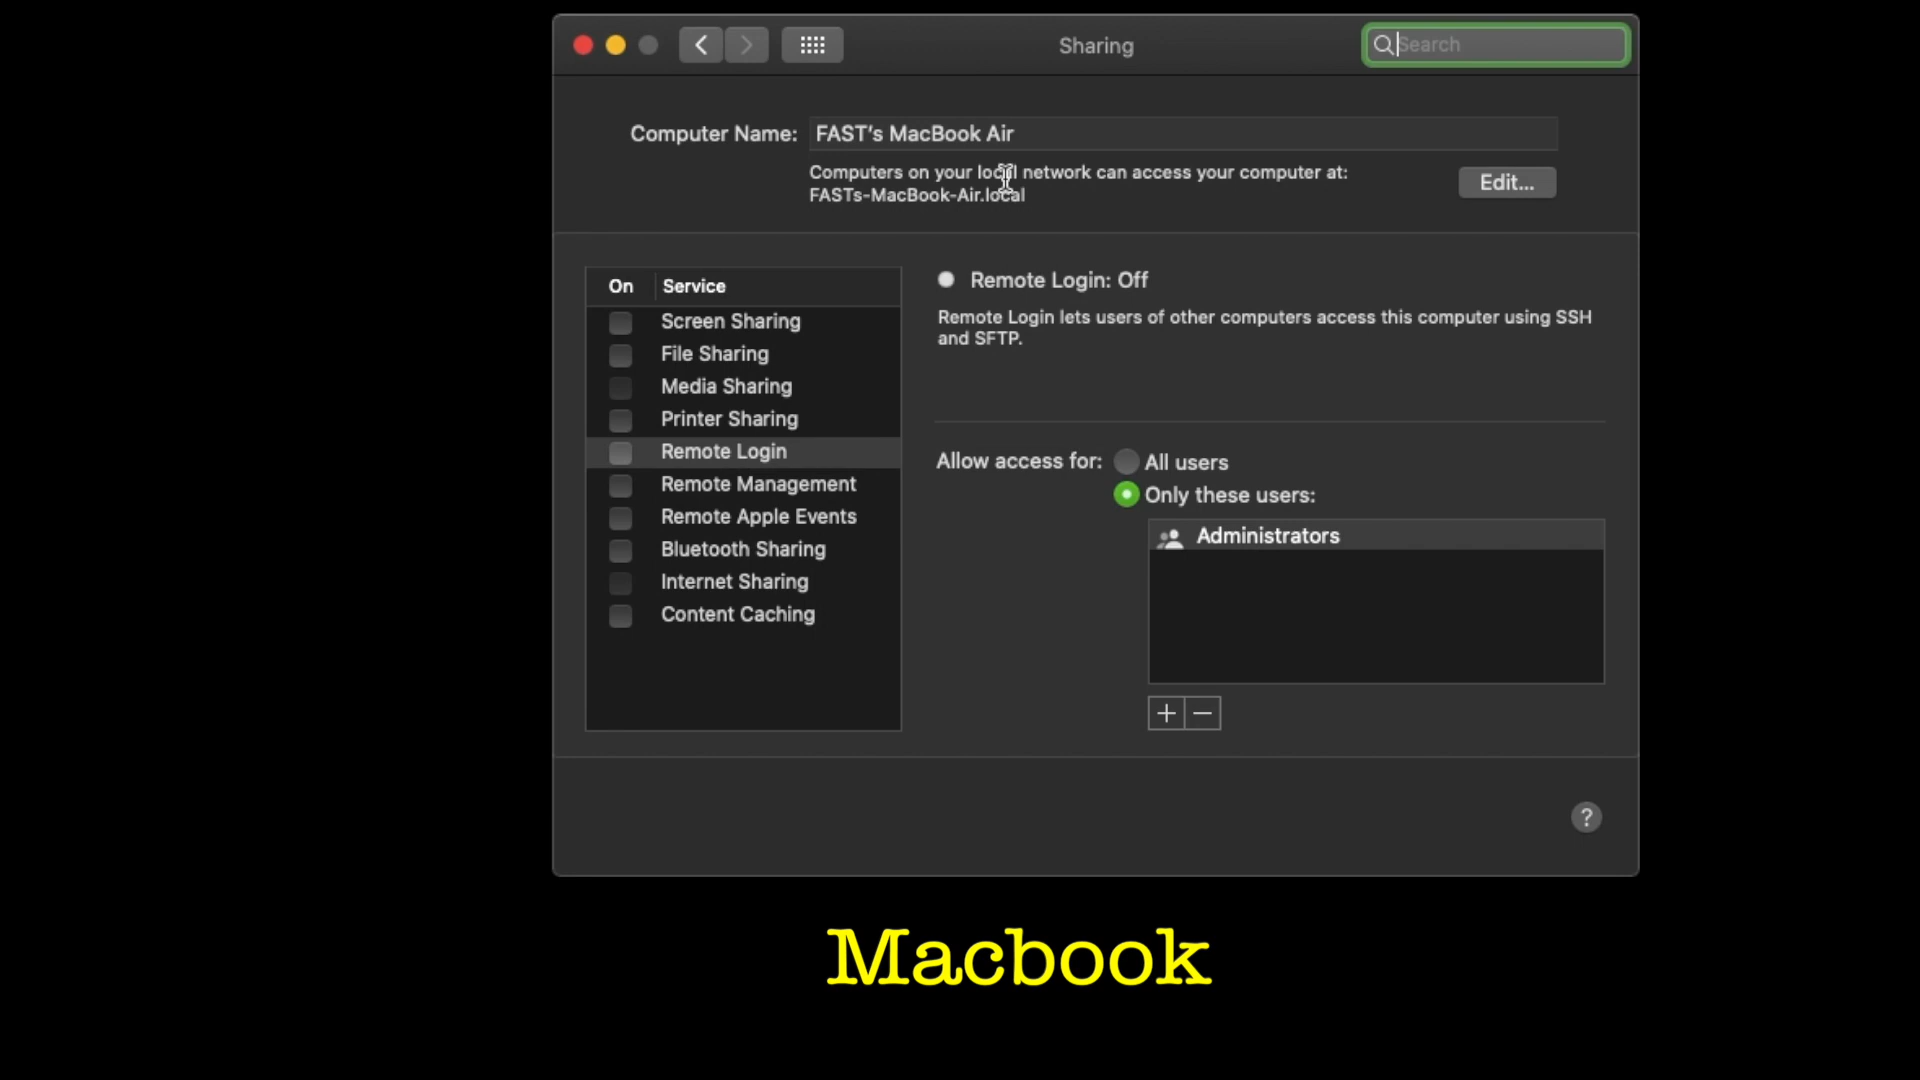 Sharing
Search
Computer Name: FAST's MacBook Air
Computers on your local network can access your computer at:
FASTs-MacBook-Air.local
Edit...
On Service
Screen Sharing
File Sharing
Media Sharing
Printer Sharing
Remote Login
Remote Management
Remote Apple Events
Bluetooth Sharing
Internet Sharing
Content Caching
Remote Login: Off
Remote Login lets users of other computers access this computer using SSH
and SFTP.
Allow access for: All users
Only these users:
Administrators
+ −
?
Macbook